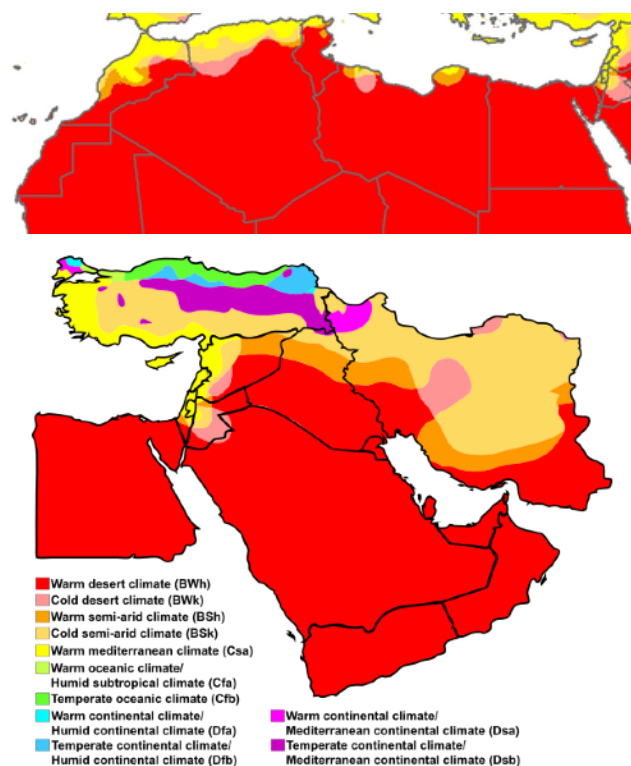 Warm desert climate (BWh)
Cold desert climate (BWk)
Warm semi-arid climate (BSh)
Cold semi-arid climate (BSk)
Warm mediterranean climate (Csa)
Warm oceanic climate/
Humid subtropical climate (Cfa)
Temperate oceanic climate (Cfb)
Warm continental climate/
Humid continental climate (Dfa)
Temperate continental climate/
Humid continental climate (Dfb)
Warm continental climate/
Mediterranean continental climate (Dsa)
Temperate continental climate/
Mediterranean continental climate (Dsb)